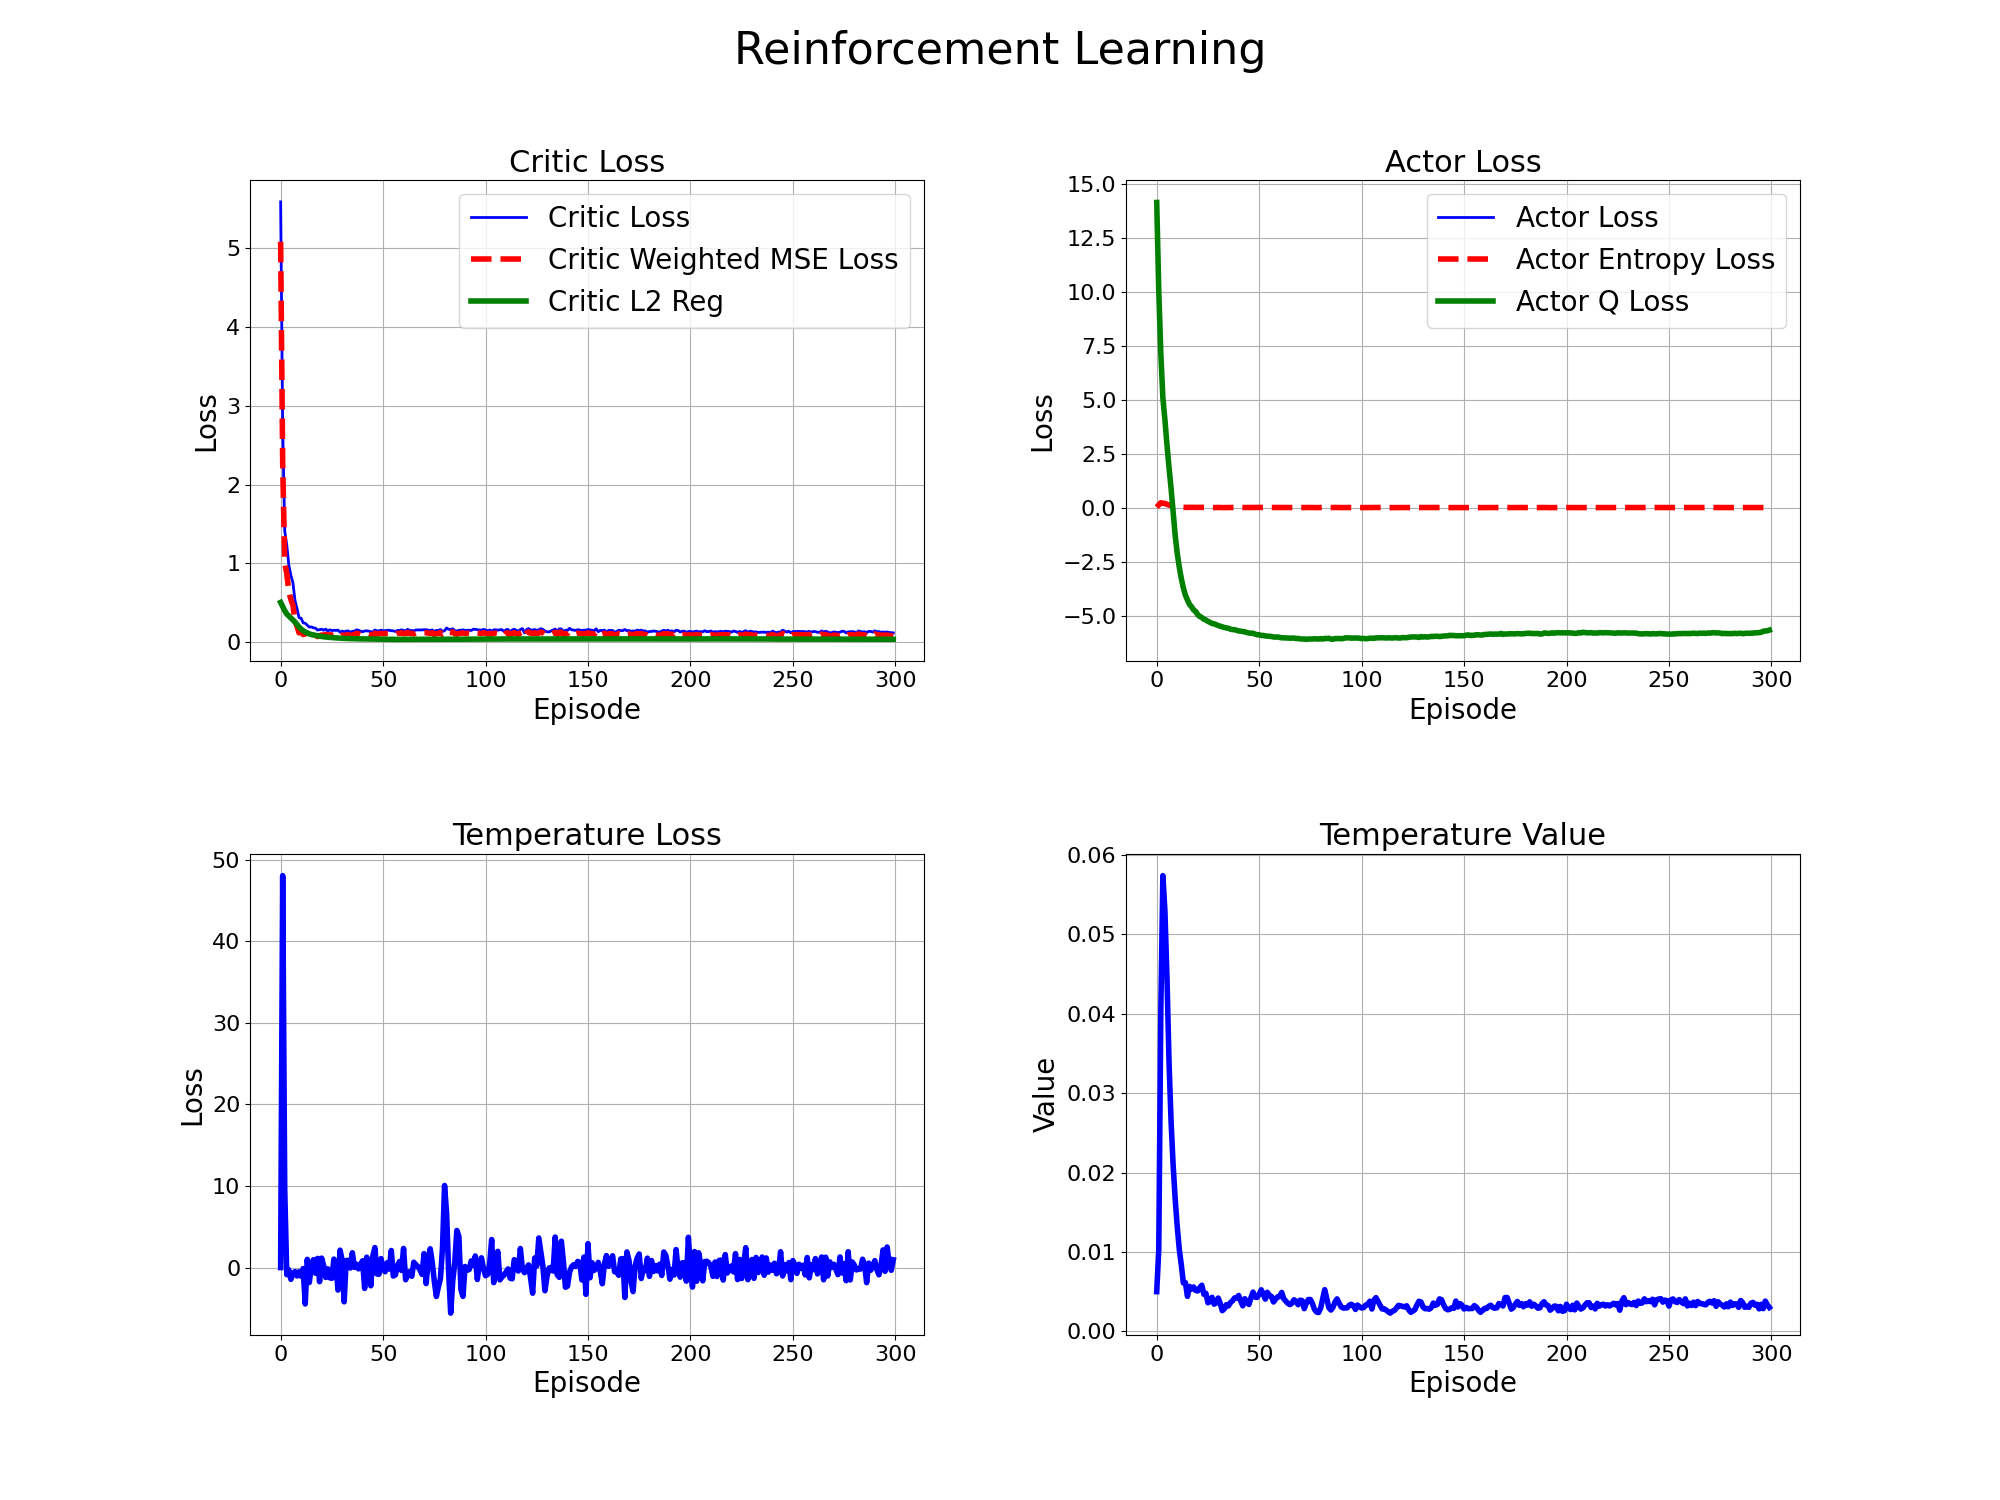 Reinforcement Learning
Critic Loss
Critic Loss
Critic Weighted MSE Loss
Critic L2 Reg
5
4
3
2
1
0
Loss
0 50 100 150 200 250 300
Episode
Actor Loss
Actor Loss
Actor Entropy Loss
Actor Q Loss
15.0
12.5
10.0
7.5
5.0
2.5
0.0
−2.5
−5.0
Loss
0 50 100 150 200 250 300
Episode
Temperature Loss
50
40
30
20
10
0
Loss
0 50 100 150 200 250 300
Episode
Temperature Value
0.06
0.05
0.04
0.03
0.02
0.01
0.00
Value
0 50 100 150 200 250 300
Episode